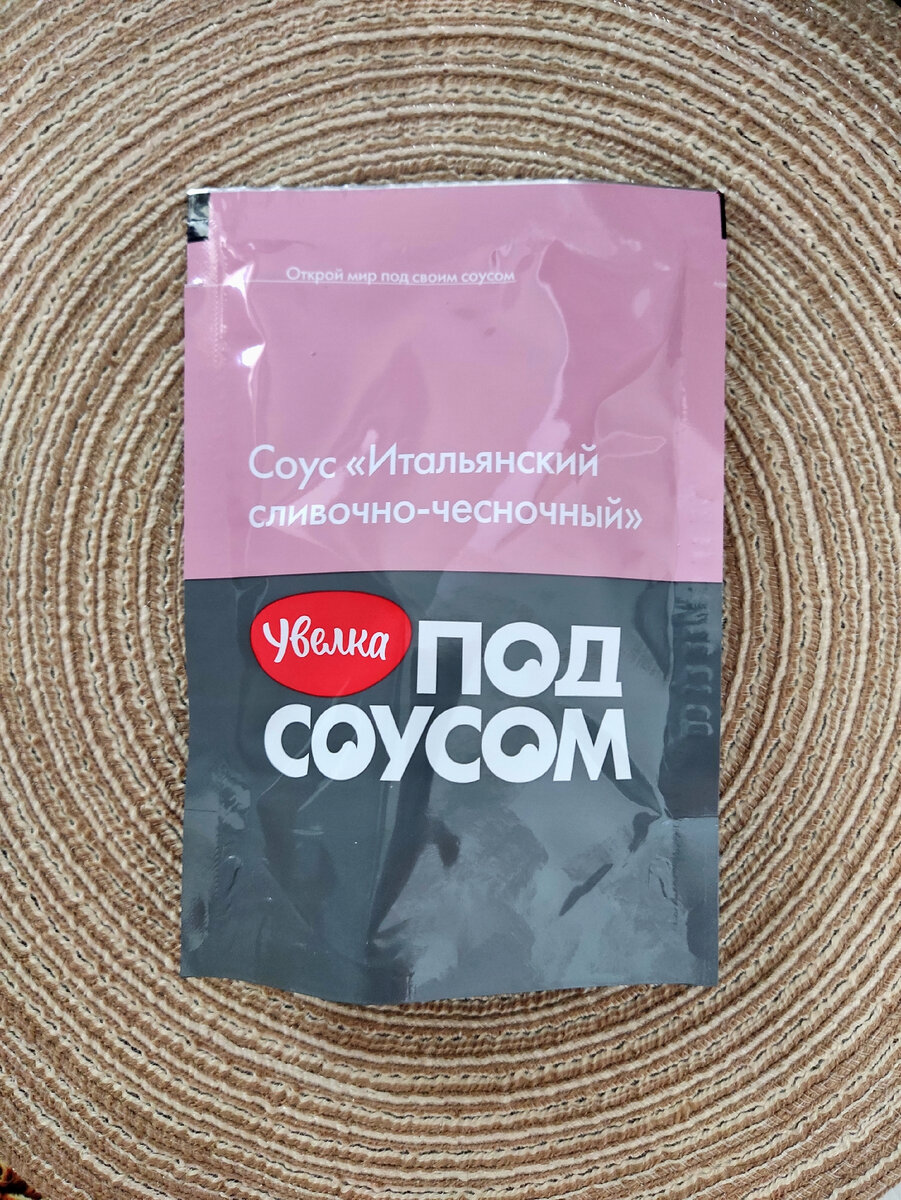 Открой мир под своим соусом
Соус «Итальянский
сливочно-чесночный»
Увелка
ПОД
СОУСОМ